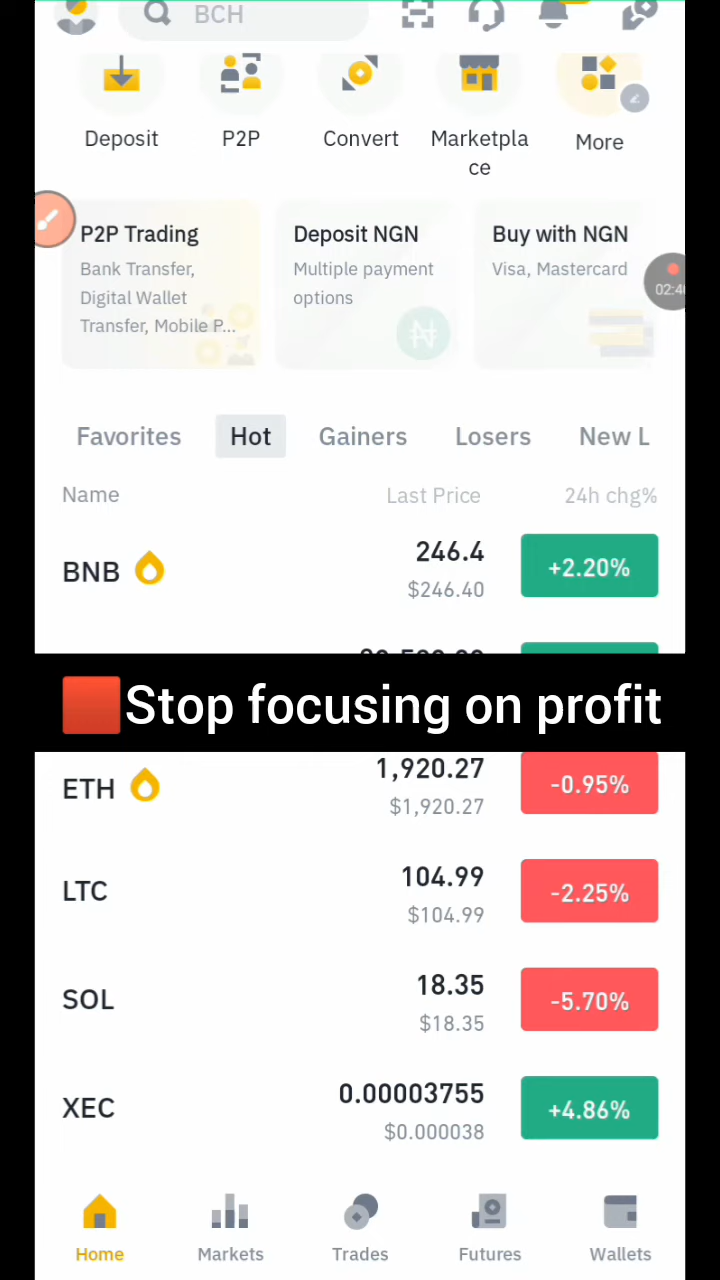 BCH
Deposit
P2P
Convert
Marketpla
ce
More
P2P Trading
Bank Transfer,
Digital Wallet
Transfer, Mobile P...
Deposit NGN
Multiple payment
options
Buy with NGN
Visa, Mastercard
Favorites Hot Gainers Losers New L
Name Last Price 24h chg%
BNB 246.4 +2.20%
$246.40
Stop focusing on profit
ETH 1,920.27 -0.95%
$1,920.27
LTC 104.99 -2.25%
$104.99
SOL 18.35 -5.70%
$18.35
XEC 0.00003755 +4.86%
$0.000038
Home Markets Trades Futures Wallets